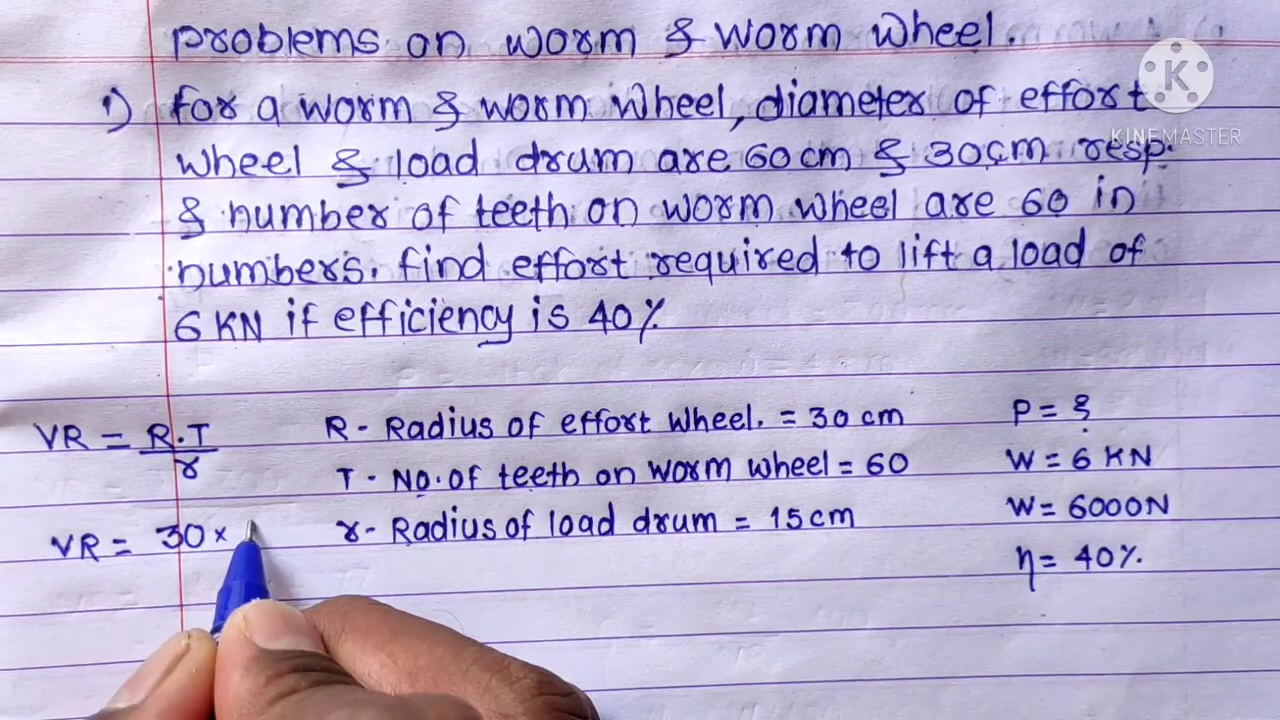 problems on worm & worm wheel.
1) for a worm & worm wheel, diameter of effort
wheel & load drum are 60cm & 30cm resp.
& number of teeth on worm wheel are 60 in
numbers. find effort required to lift a load of
6 KN if efficiency is 40%
VR = R.T / r
R - Radius of effort wheel. = 30 cm
T - No. of teeth on worm wheel = 60
r - Radius of load drum = 15cm
P = ?
W = 6 KN
W = 6000N
η = 40%.
VR = 30 ×
K
KINEMASTER